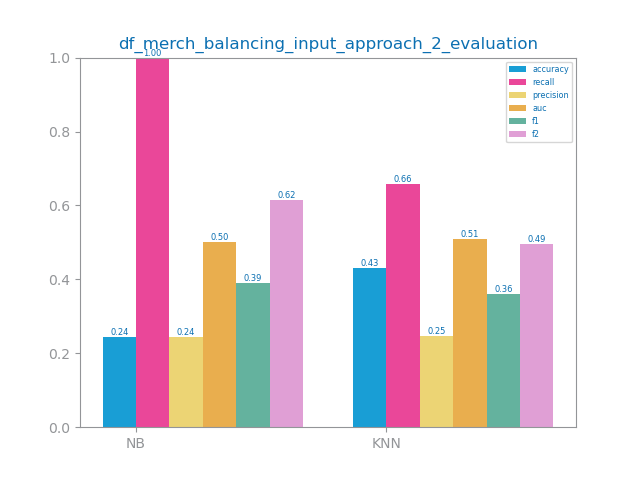 df_merch_balancing_input_approach_2_evaluation
1.0
0.8
0.6
0.4
0.2
0.0
1.00
0.24
0.24
0.50
0.39
0.62
0.43
0.66
0.25
0.51
0.36
0.49
accuracy
recall
precision
auc
f1
f2
NB
KNN